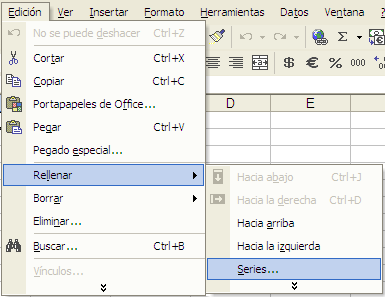 Edición Ver Insertar Formato Herramientas Datos Ventana ?
No se puede deshacer Ctrl+Z
Cortar Ctrl+X
Copiar Ctrl+C
Portapapeles de Office...
Pegar Ctrl+V
Pegado especial...
Rellenar
Borrar
Eliminar...
Buscar... Ctrl+B
Vínculos...
Σ
$ € % 000
D E
Hacia abajo Ctrl+J
Hacia la derecha Ctrl+D
Hacia arriba
Hacia la izquierda
Series...